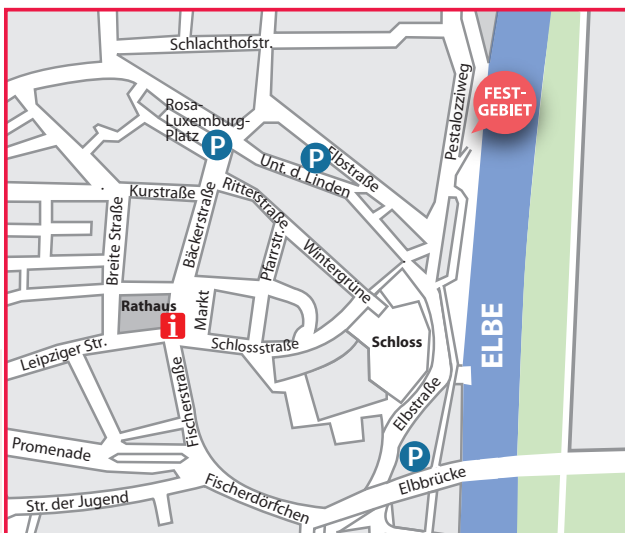 Schlachthofstr.
Pestalozziweg
FEST-
GEBIET
Rosa-
Luxemburg-
Platz
P
P
Elbstraße
Unt. d. Linden
Kurstraße
Ritterstraße
Breite Straße
Bäckerstraße
Pfarrstr.
Wintergrüne
Rathaus
i
Markt
Schloss
ELBE
Leipziger Str.
Schlossstraße
Fischerstraße
Elbstraße
Promenade
P
Elbbrücke
Str. der Jugend
Fischerdörfchen